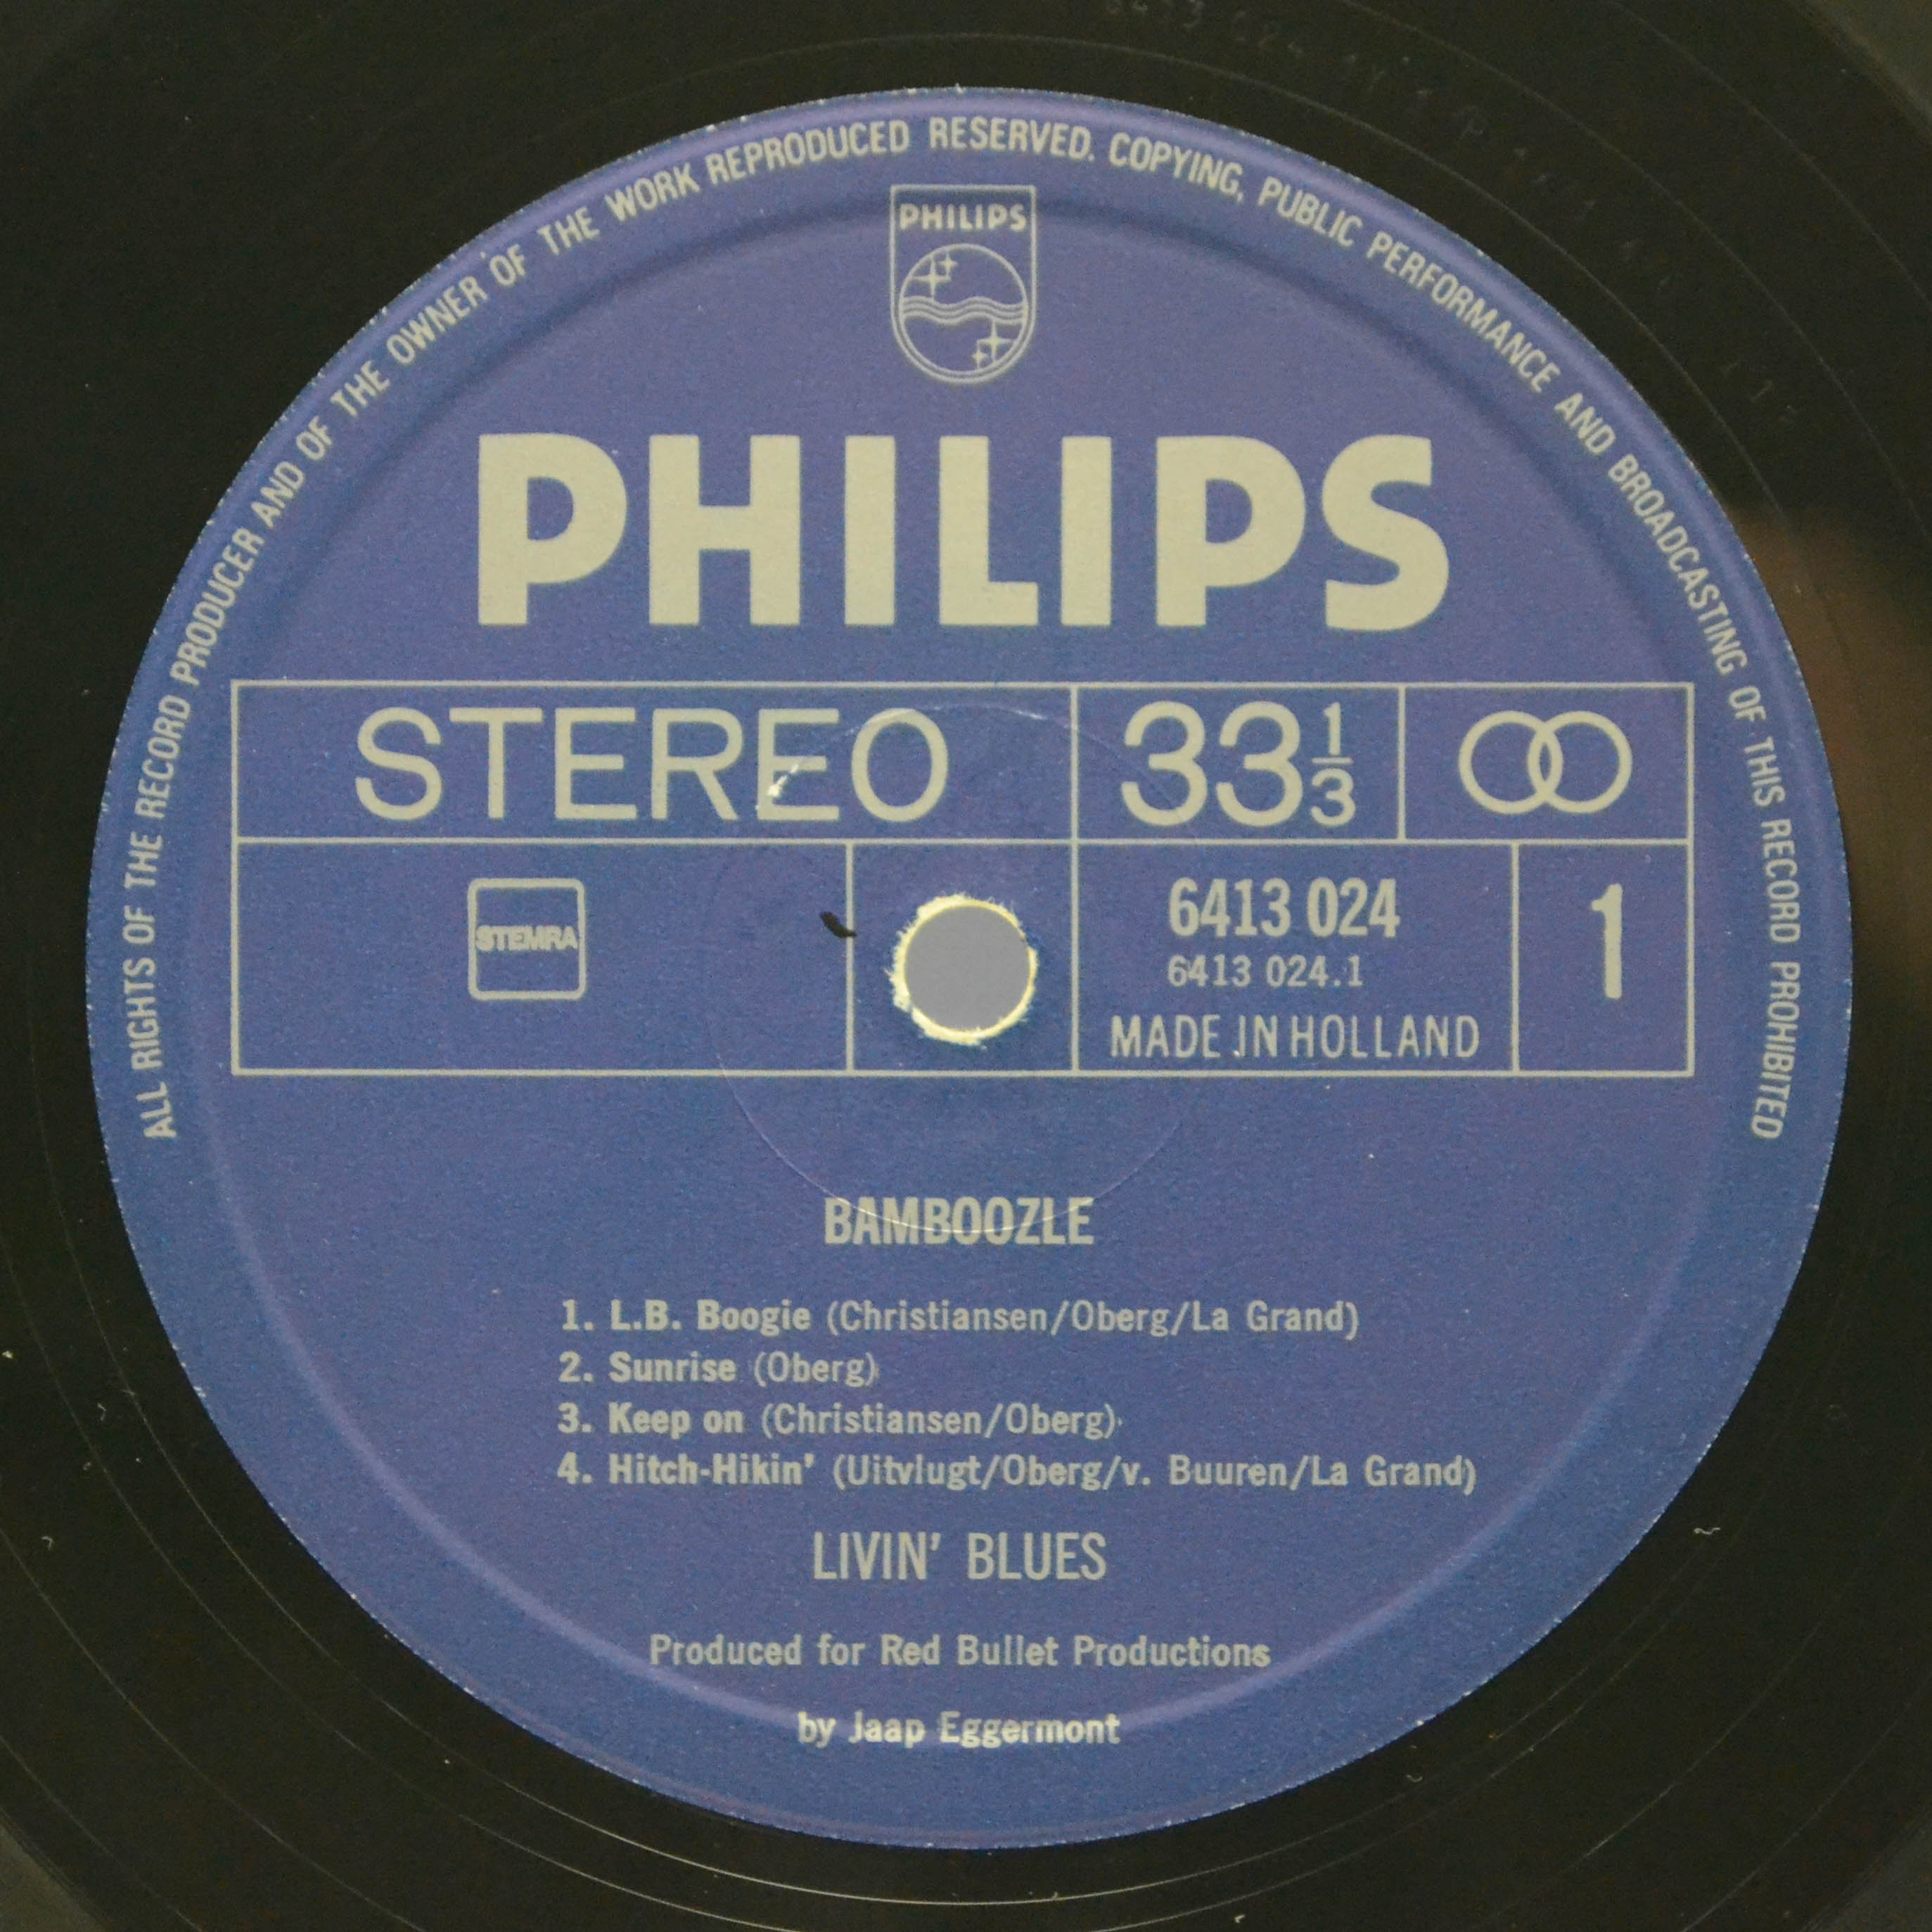 ALL RIGHTS OF THE RECORD PRODUCER AND OF THE OWNER OF THE WORK REPRODUCED RESERVED. COPYING, PUBLIC PERFORMANCE AND BROADCASTING OF THIS RECORD PROHIBITED
PHILIPS
PHILIPS
STEREO 33 1/3
STEMRA 6413 024 1
6413 024.1
MADE IN HOLLAND
BAMBOOZLE
1. L.B. Boogie (Christiansen/Oberg/La Grand)
2. Sunrise (Oberg)
3. Keep on (Christiansen/Oberg)
4. Hitch-Hikin' (Uitvlugt/Oberg/v. Buuren/La Grand)
LIVIN' BLUES
Produced for Red Bullet Productions
by Jaap Eggermont